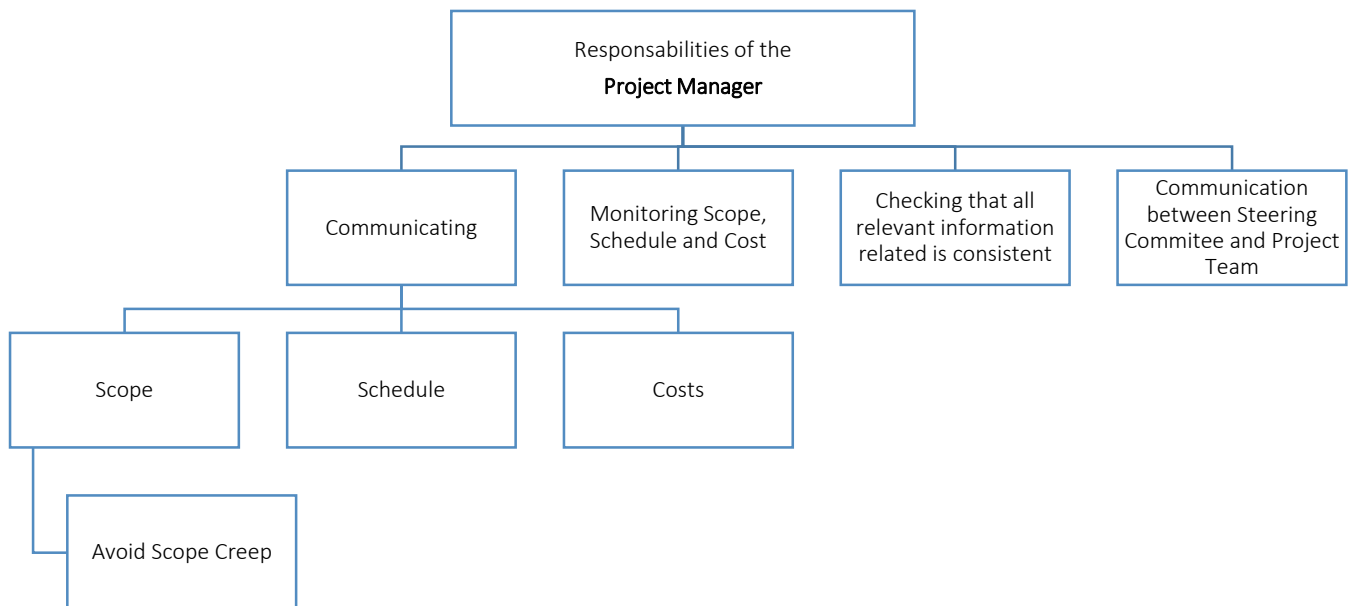 Responsabilities of the
Project Manager
Communicating
Monitoring Scope,
Schedule and Cost
Checking that all
relevant information
related is consistent
Communication
between Steering
Commitee and Project
Team
Scope
Schedule
Costs
Avoid Scope Creep